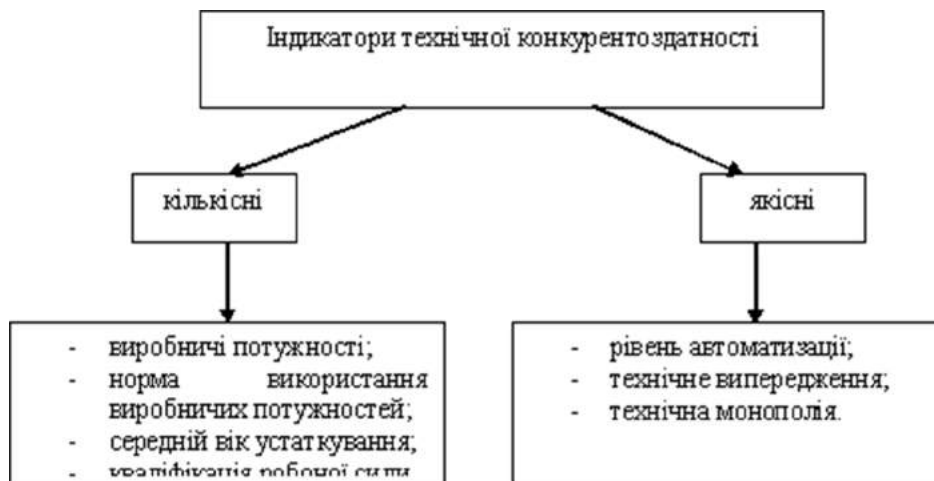 Індикатори технічної конкурентоздатності
кількісні
якісні
- виробничі потужності;
- норма використання
виробничих потужностей;
- середній вік устаткування;
- кваліфікація робочої сили
- рівень автоматизації;
- технічне випередження;
- технічна монополія.